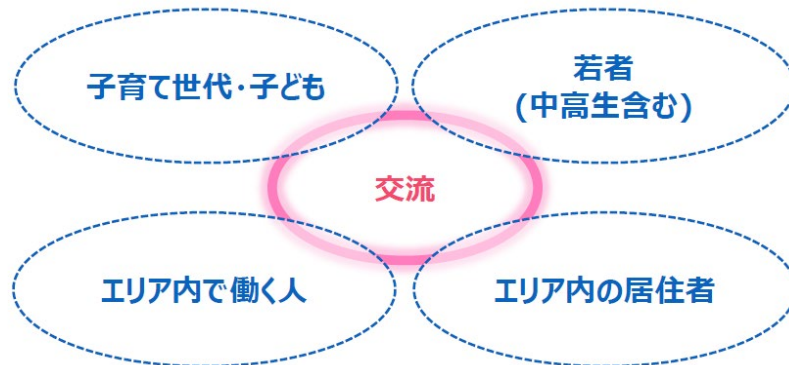 子育て世代・子ども
若者
(中高生含む)
交流
エリア内で働く人
エリア内の居住者